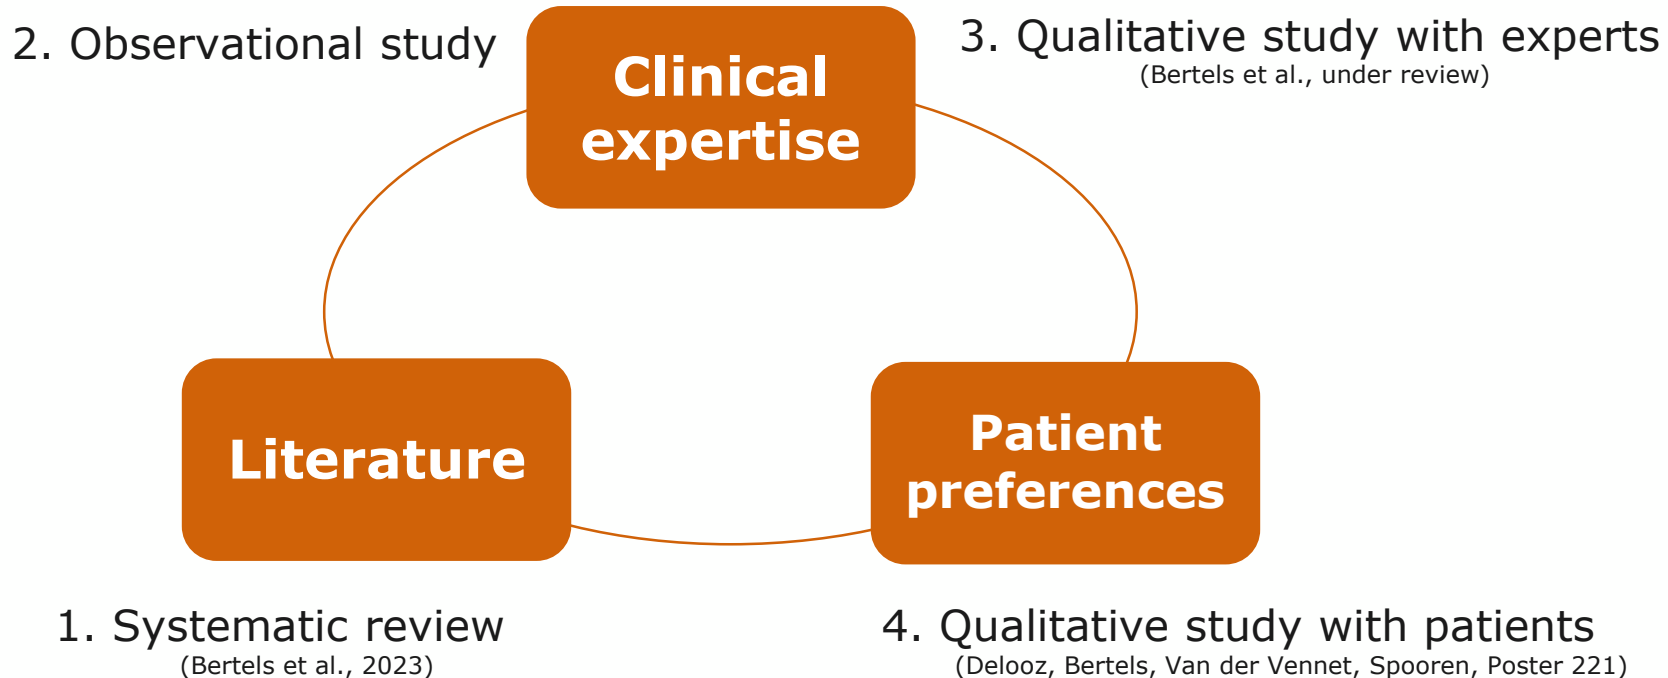 2. Observational study
Clinical
expertise
3. Qualitative study with experts
(Bertels et al., under review)
Literature
Patient
preferences
1. Systematic review
(Bertels et al., 2023)
4. Qualitative study with patients
(Delooz, Bertels, Van der Vennet, Spooren, Poster 221)